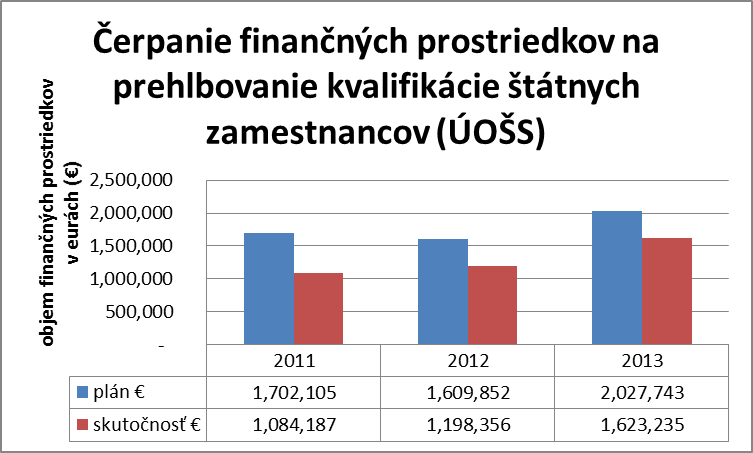 Čerpanie finančných prostriedkov na
prehlbovanie kvalifikácie štátnych
zamestnancov (ÚOŠS)
objem finančných prostriedkov
v eurách (€)
2,500,000
2,000,000
1,500,000
1,000,000
500,000
-
2011 2012 2013
plán € 1,702,105 1,609,852 2,027,743
skutočnosť € 1,084,187 1,198,356 1,623,235